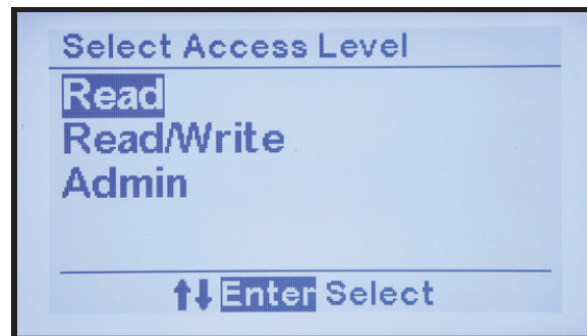 Select Access Level
Read
Read/Write
Admin
↑↓ Enter Select